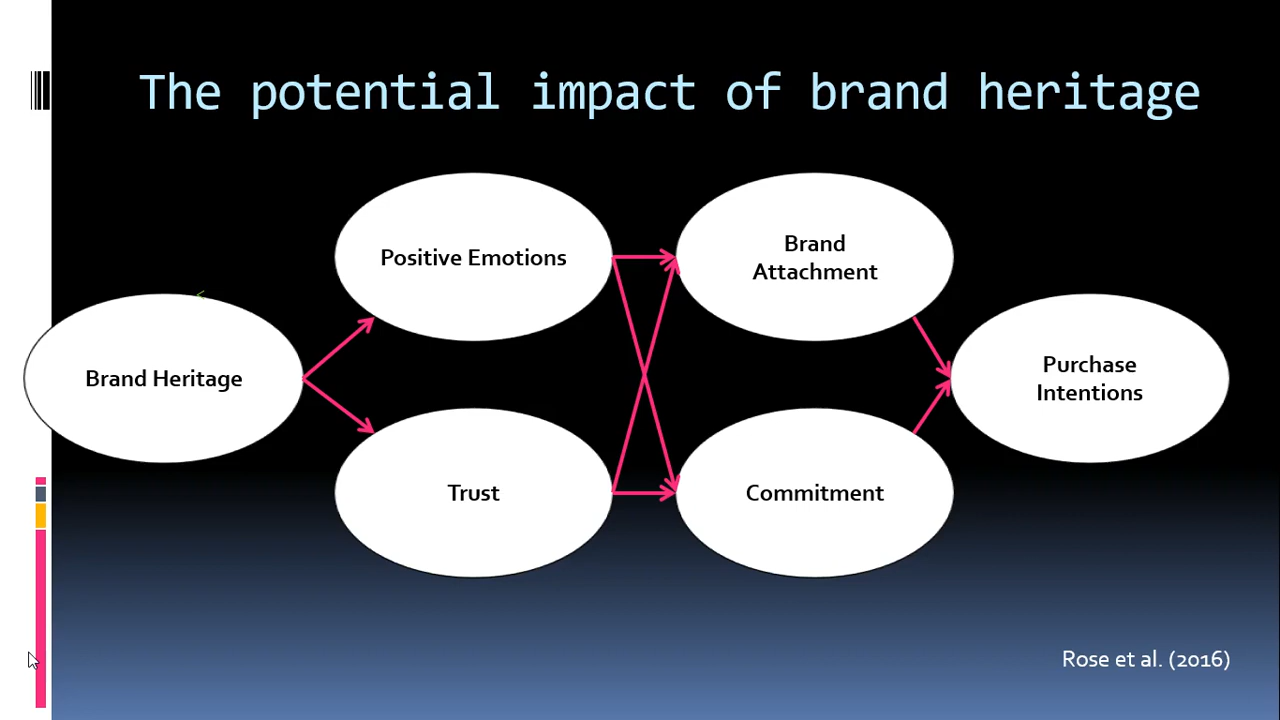 The potential impact of brand heritage
Positive Emotions
Brand
Attachment
Brand Heritage
Purchase
Intentions
Trust
Commitment
Rose et al. (2016)